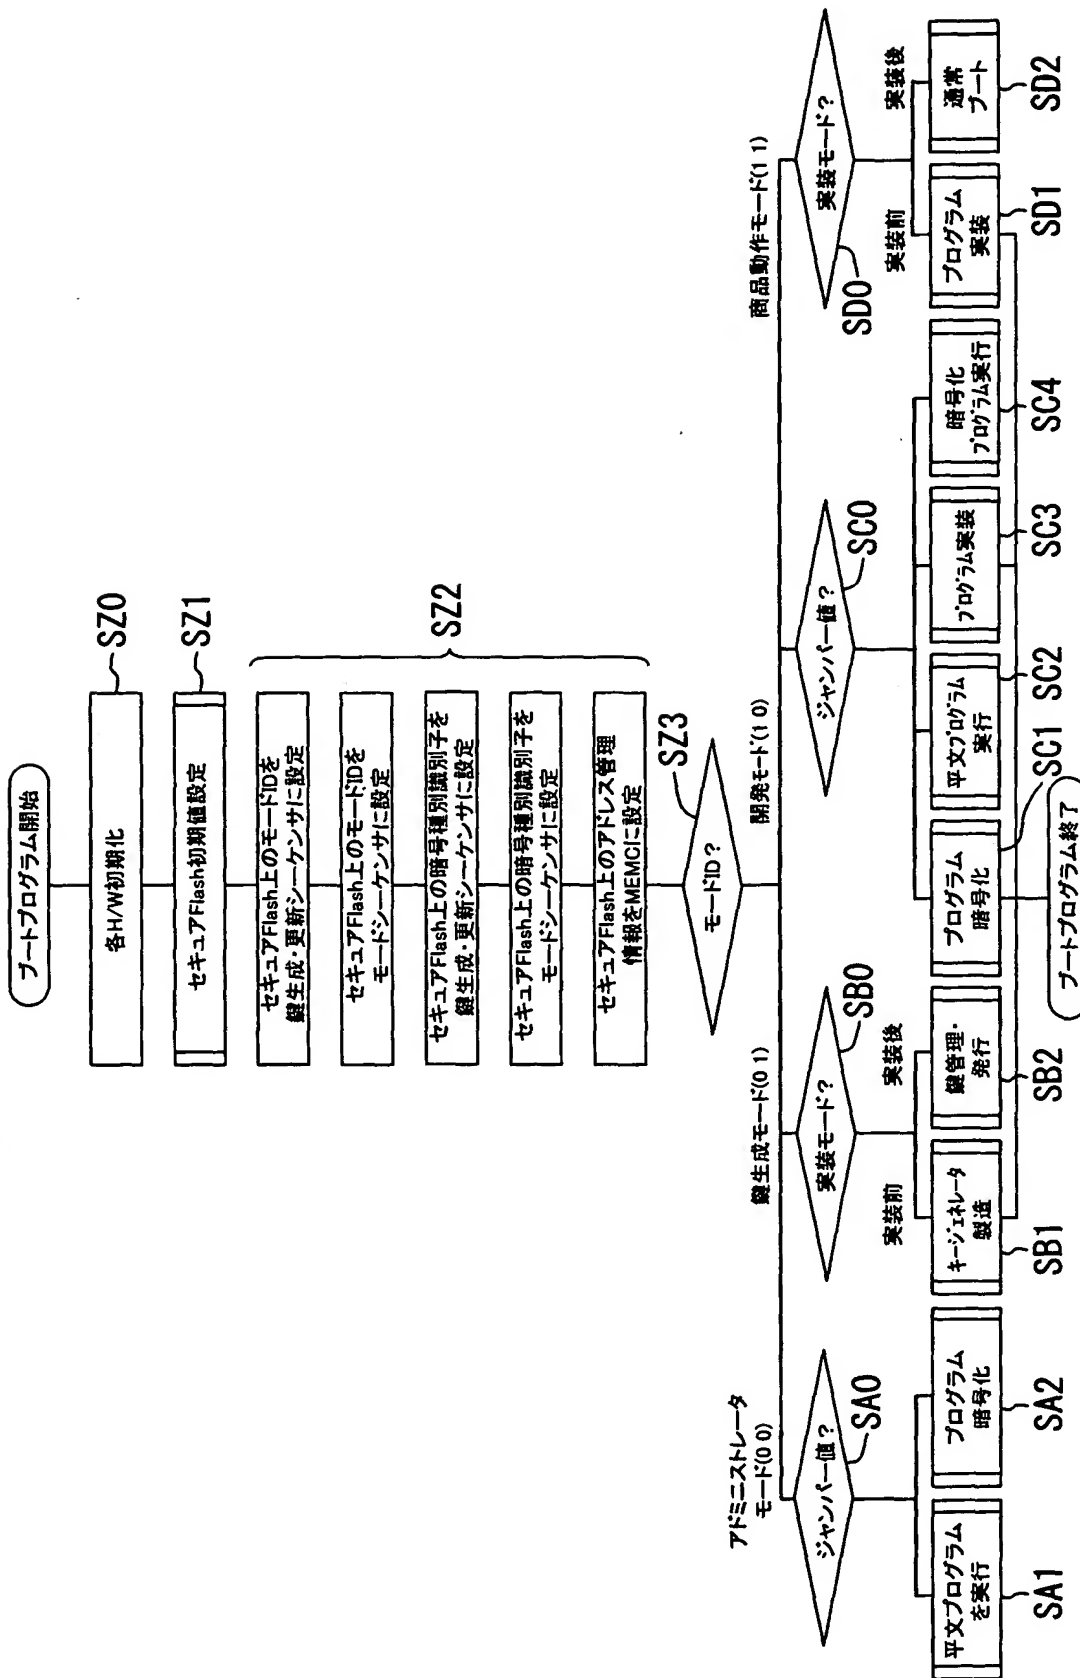 ブートプログラム開始
各H/W初期化
SZ0
セキュアFlash初期値設定
SZ1
セキュアFlash上のモードIDを
鍵生成・更新シーケンサに設定
セキュアFlash上のモードIDを
モードシーケンサに設定
セキュアFlash上の暗号種別識別子を
鍵生成・更新シーケンサに設定
セキュアFlash上の暗号種別識別子を
モードシーケンサに設定
セキュアFlash上のアドレス管理
情報をMEMCIに設定
SZ2
モードID?
SZ3
アドミニストレータ
モード(0 0)
鍵生成モード(0 1)
開発モード(1 0)
商品動作モード(1 1)
ジャンパー値?
SA0
実装モード?
SB0
ジャンパー値?
SC0
実装モード?
SD0
実装前
実装後
実装前
実装後
平文プログラム
を実行
SA1
プログラム
暗号化
SA2
キージェネレータ
製造
SB1
鍵管理・
発行
SB2
プログラム
暗号化
SC1
平文プログラム
実行
SC2
プログラム実装
SC3
暗号化
プログラム実行
SC4
プログラム
実装
SD1
通常
ブート
SD2
ブートプログラム終了